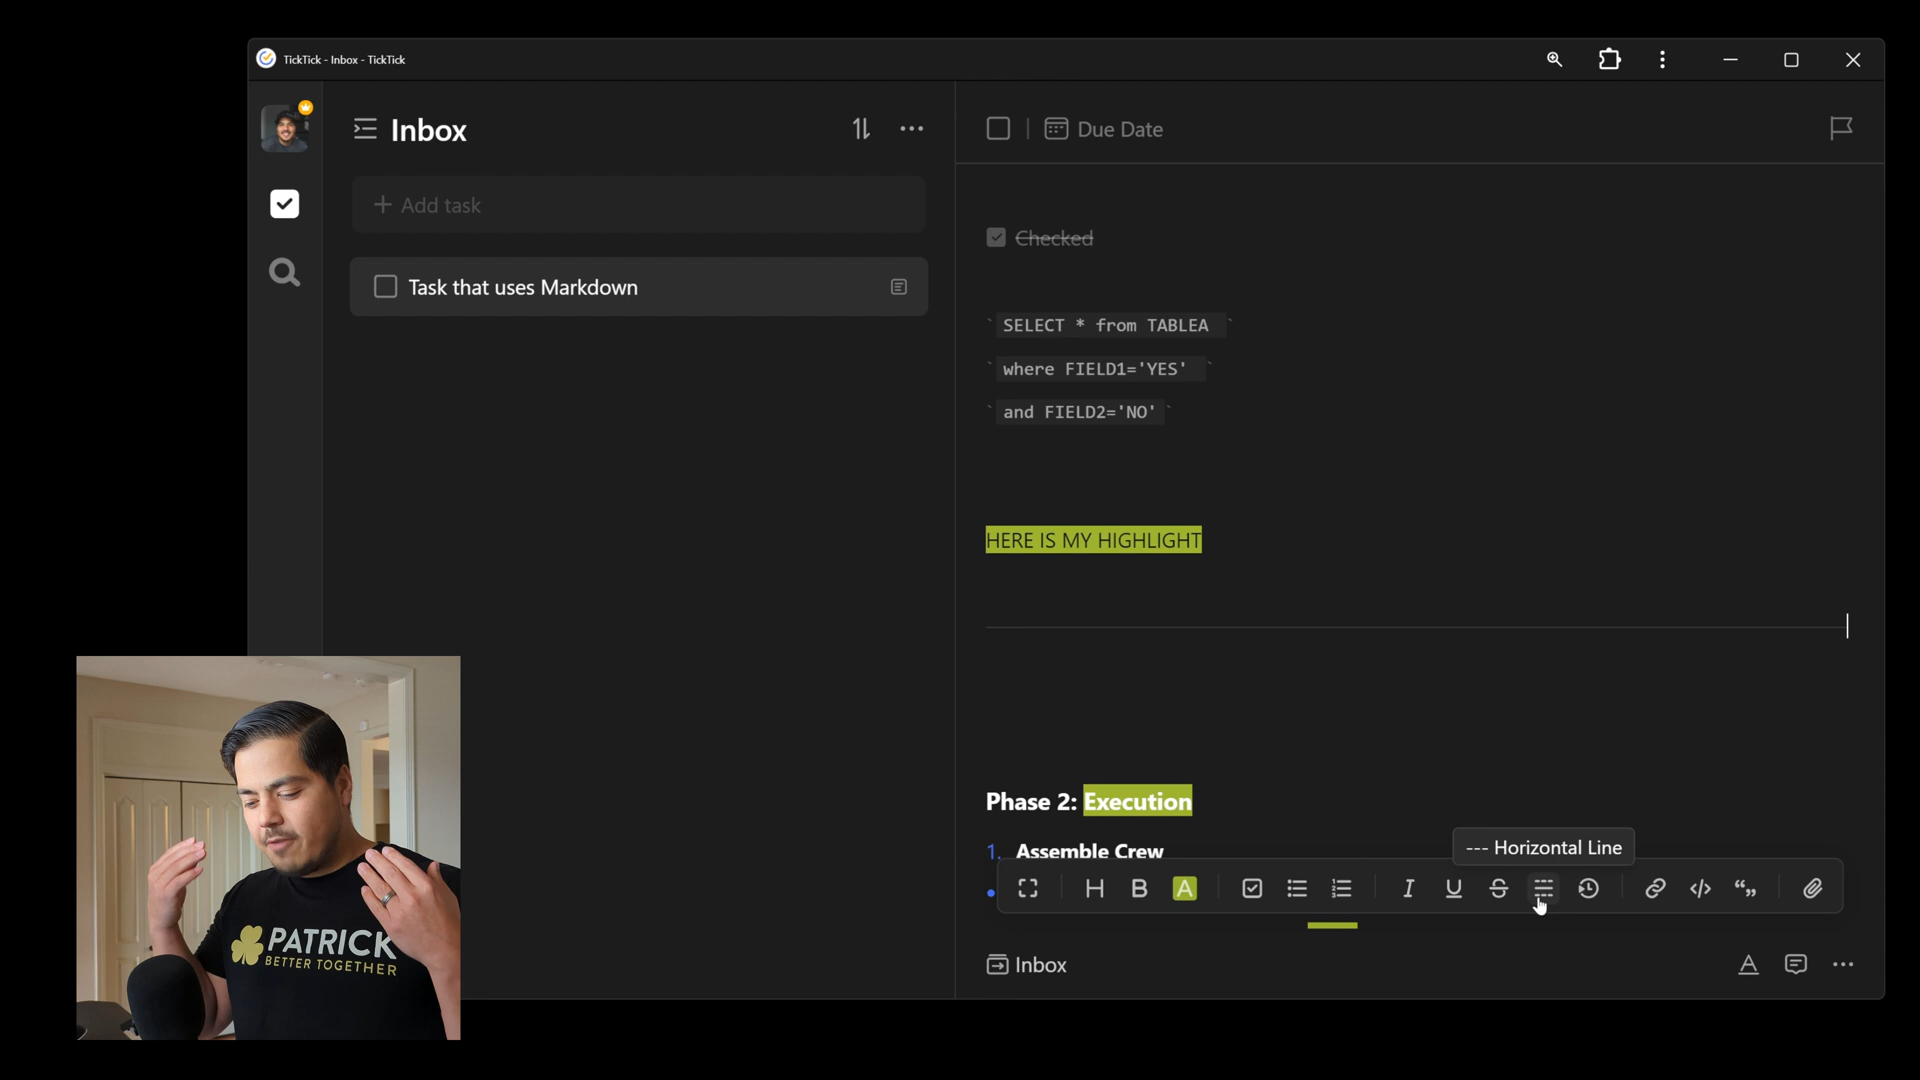 TickTick - Inbox - TickTick
Inbox
Due Date
+ Add task
Checked
Task that uses Markdown
` SELECT * from TABLEA `
` where FIELD1='YES' `
` and FIELD2='NO' `
HERE IS MY HIGHLIGHT
Phase 2: Execution
--- Horizontal Line
1. Assemble Crew
H B A I U S </> “„
Inbox
A
PATRICK
BETTER TOGETHER